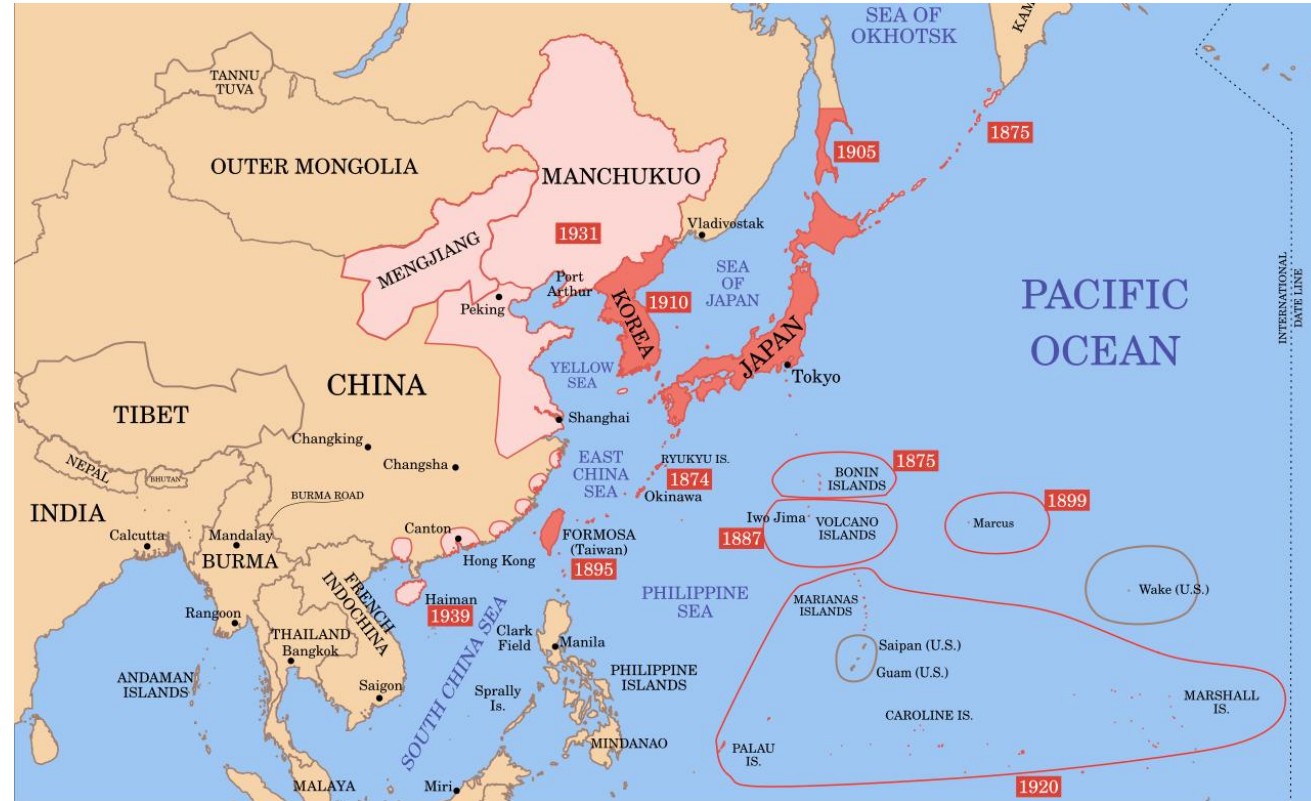 SEA OF
OKHOTSK
KAM
TANNU
TUVA
1875
1905
OUTER MONGOLIA
MANCHUKUO
Vladivostak
1931
MENGJIANG
SEA
OF
JAPAN
Port
Arthur
Peking
1910
KOREA
PACIFIC
OCEAN
INTERNATIONAL
DATE LINE
JAPAN
Tokyo
YELLOW
SEA
CHINA
TIBET
Shanghai
Changking
Changsha
EAST
CHINA
SEA
RYUKYU IS.
1874
Okinawa
1875
BONIN
ISLANDS
NEPAL
BHUTAN
BURMA ROAD
INDIA
Calcutta
Mandalay
BURMA
Canton
Hong Kong
FORMOSA
(Taiwan)
1895
Iwo Jima
VOLCANO
ISLANDS
1887
1899
Marcus
FRENCH
INDOCHINA
Haiman
1939
PHILIPPINE
SEA
MARIANAS
ISLANDS
Wake (U.S.)
Rangoon
THAILAND
Bangkok
SOUTH CHINA SEA
Clark
Field
Manila
Saipan (U.S.)
Guam (U.S.)
ANDAMAN
ISLANDS
Saigon
Sprally
Is.
PHILIPPINE
ISLANDS
MARSHALL
IS.
CAROLINE IS.
MINDANAO
PALAU
IS.
MALAYA
Miri
1920